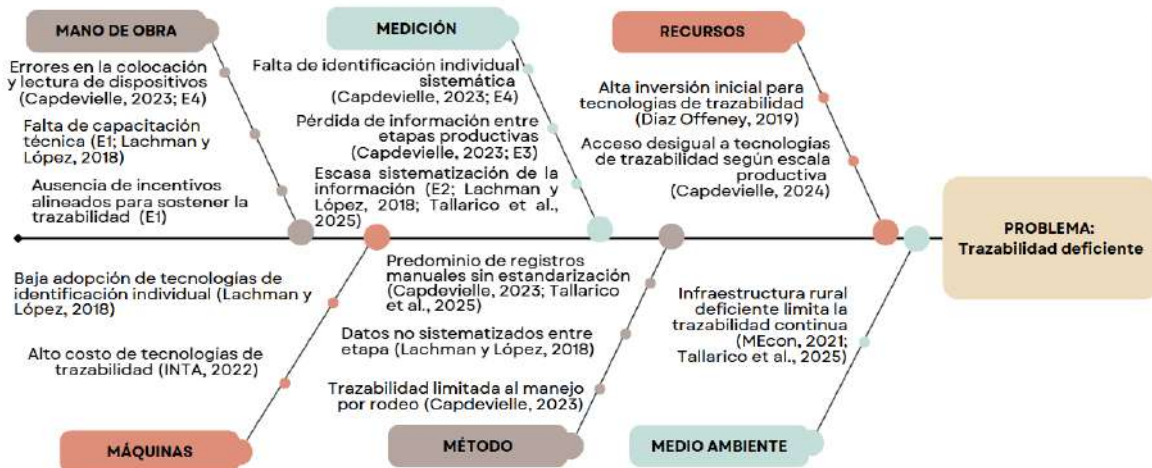 MANO DE OBRA
Errores en la colocación
y lectura de dispositivos
(Capdevielle, 2023; E4)
Falta de capacitación
técnica (E1; Lachman y
López, 2018)
Ausencia de incentivos
alineados para sostener la
trazabilidad (E1)
MEDICIÓN
Falta de identificación individual
sistemática
(Capdevielle, 2023; E4)
Pérdida de información entre
etapas productivas
(Capdevielle, 2023; E3)
Escasa sistematización de la
información (E2; Lachman y
López, 2018; Tallarico et al.,
2025)
RECURSOS
Alta inversión inicial para
tecnologías de trazabilidad
(Diaz Offeney, 2019)
Acceso desigual a tecnologías
de trazabilidad según escala
productiva
(Capdevielle, 2024)
PROBLEMA:
Trazabilidad deficiente
Baja adopción de tecnologías de
identificación individual (Lachman y
López, 2018)
Alto costo de tecnologías de
trazabilidad (INTA, 2022)
MÁQUINAS
Predominio de registros
manuales sin estandarización
(Capdevielle, 2023; Tallarico
et al., 2025)
Datos no sistematizados entre
etapa (Lachman y López, 2018)
Trazabilidad limitada al manejo
por rodeo (Capdevielle, 2023)
MÉTODO
Infraestructura rural
deficiente limita la
trazabilidad continua
(MEcon, 2021;
Tallarico et al., 2025)
MEDIO AMBIENTE